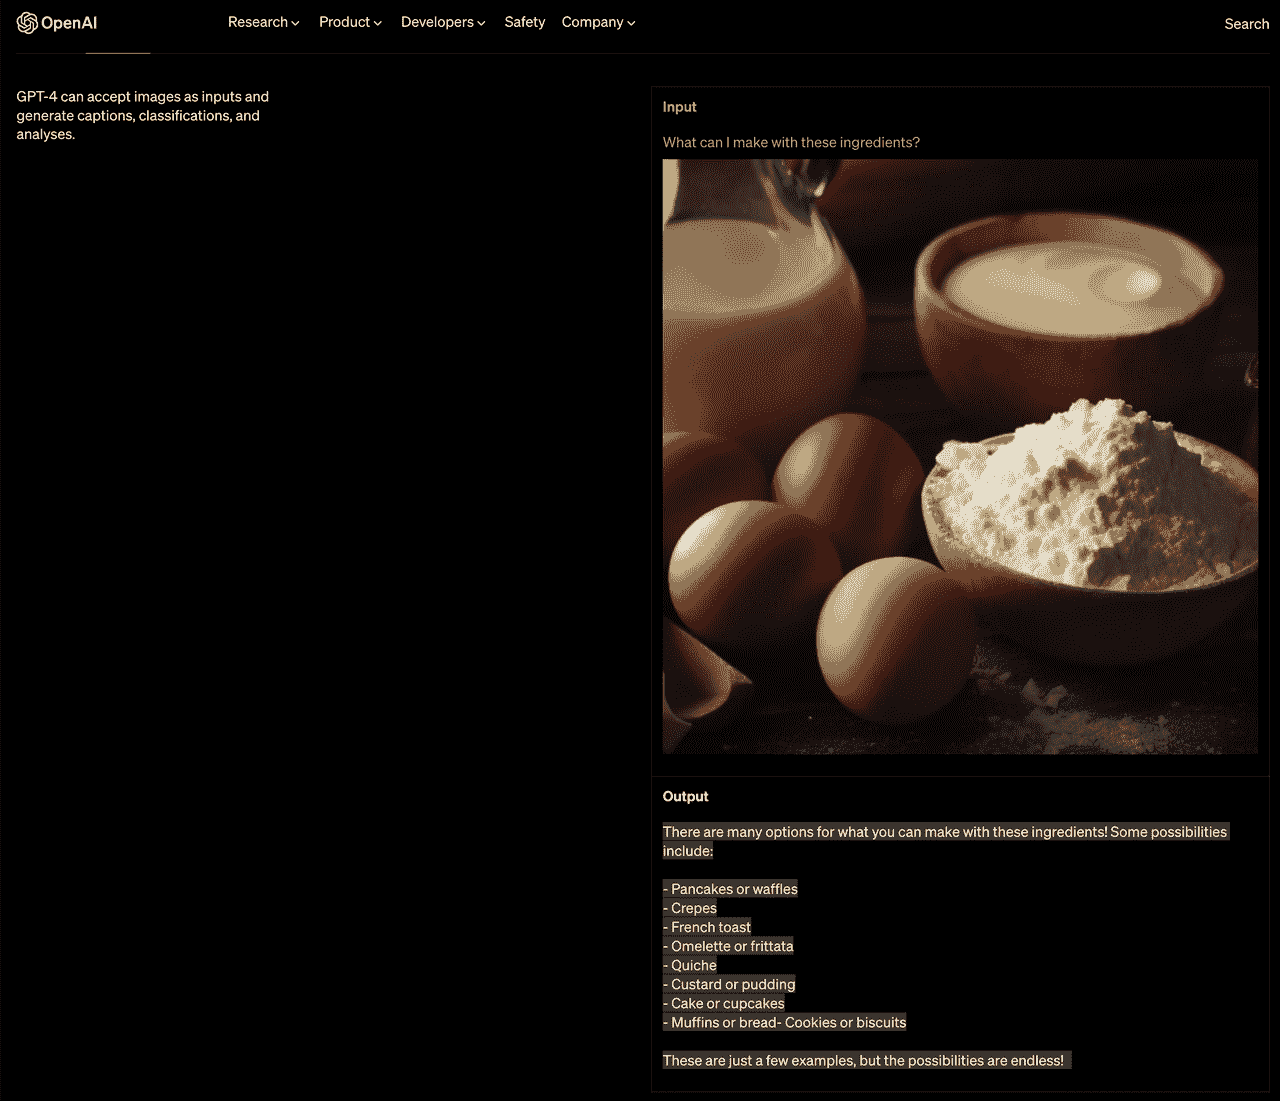 OpenAI
Research Product Developers Safety Company
Search
GPT-4 can accept images as inputs and
generate captions, classifications, and
analyses.
Input
What can I make with these ingredients?
Output
There are many options for what you can make with these ingredients! Some possibilities
include:
- Pancakes or waffles
- Crepes
- French toast
- Omelette or frittata
- Quiche
- Custard or pudding
- Cake or cupcakes
- Muffins or bread- Cookies or biscuits
These are just a few examples, but the possibilities are endless!